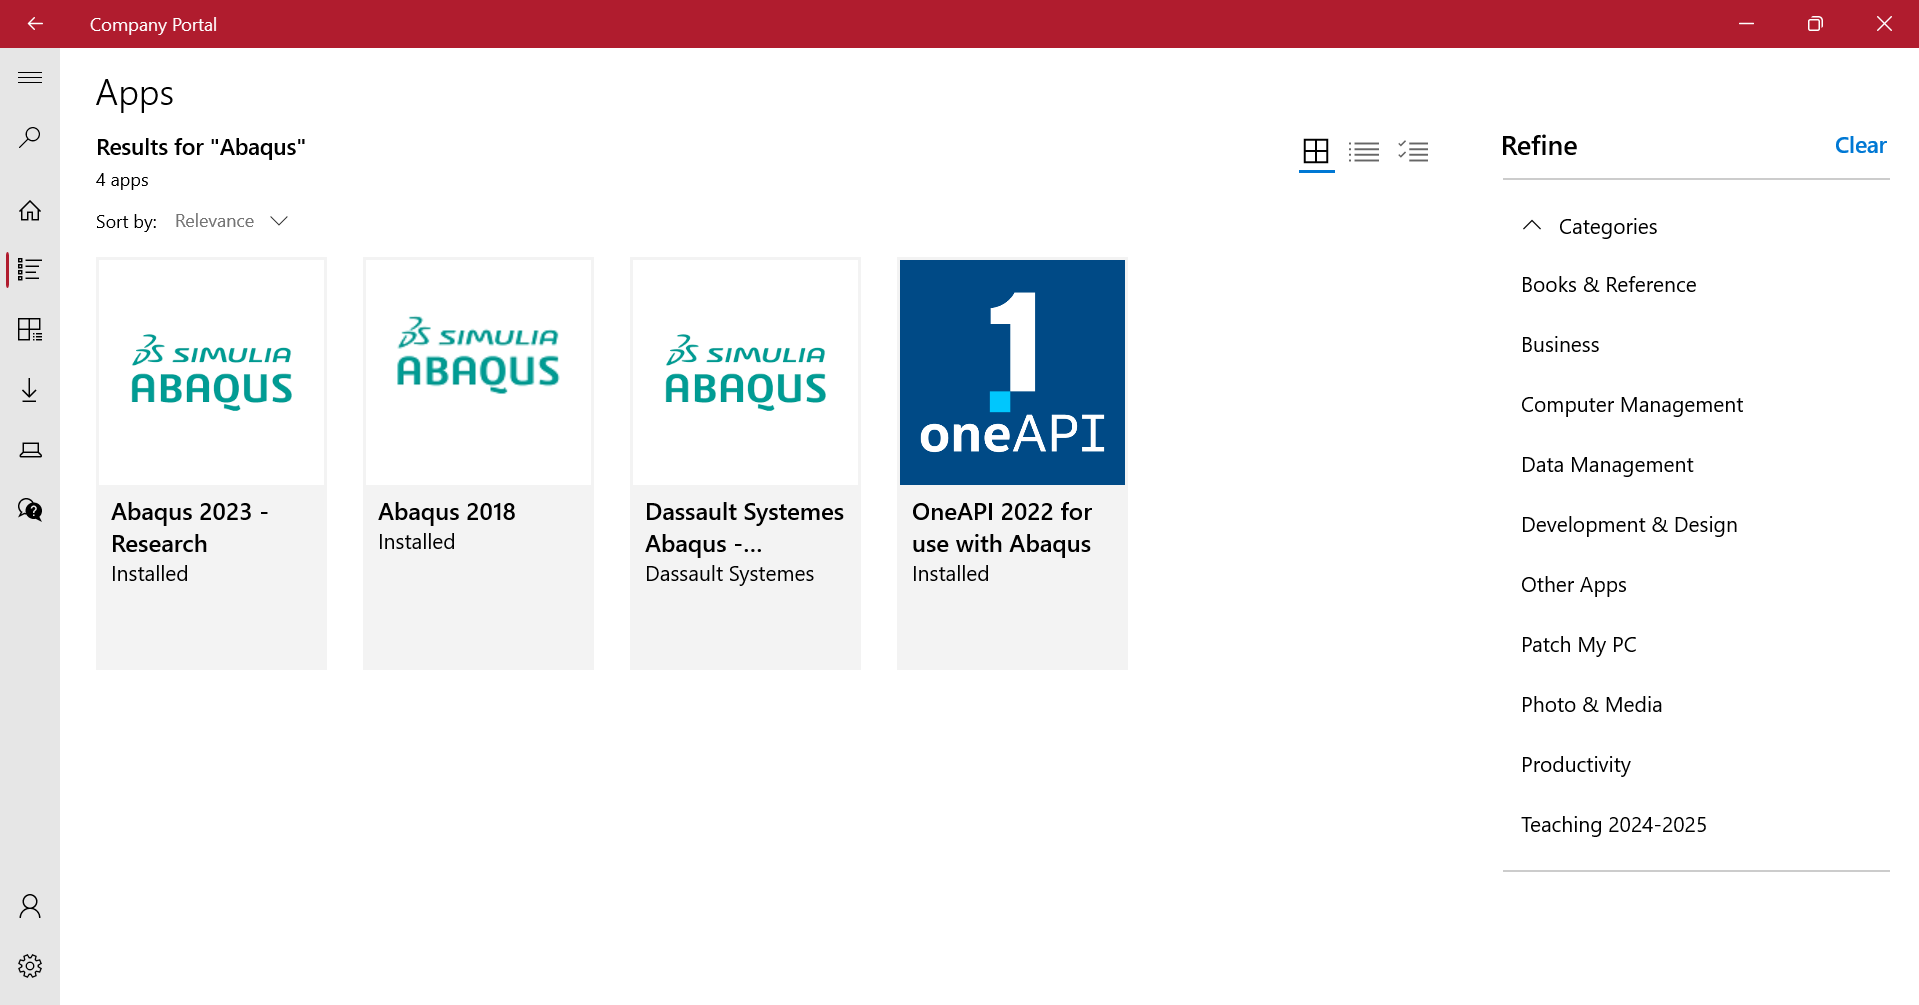 Company Portal
Apps
Results for "Abaqus"
4 apps
Sort by: Relevance
SIMULIA
ABAQUS
Abaqus 2023 -
Research
Installed
SIMULIA
ABAQUS
Abaqus 2018
Installed
SIMULIA
ABAQUS
Dassault Systemes
Abaqus -...
Dassault Systemes
1
oneAPI
OneAPI 2022 for
use with Abaqus
Installed
Refine
Clear
Categories
Books & Reference
Business
Computer Management
Data Management
Development & Design
Other Apps
Patch My PC
Photo & Media
Productivity
Teaching 2024-2025